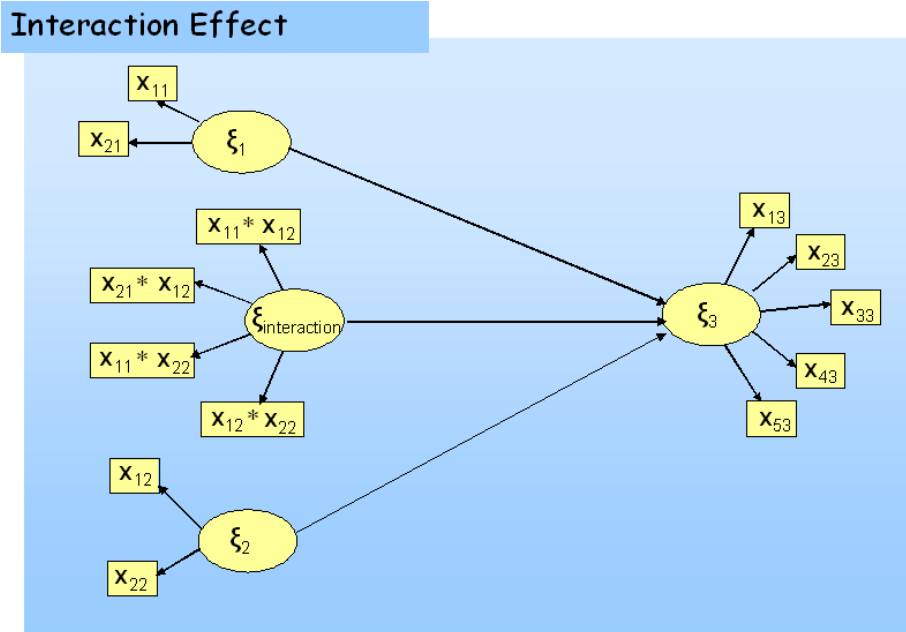 Interaction Effect
x₁₁
x₂₁
ξ₁
x₁₁* x₁₂
x₂₁* x₁₂
ξinteraction
x₁₁* x₂₂
x₁₂* x₂₂
x₁₂
ξ₂
x₂₂
x₁₃
x₂₃
ξ₃
x₃₃
x₄₃
x₅₃